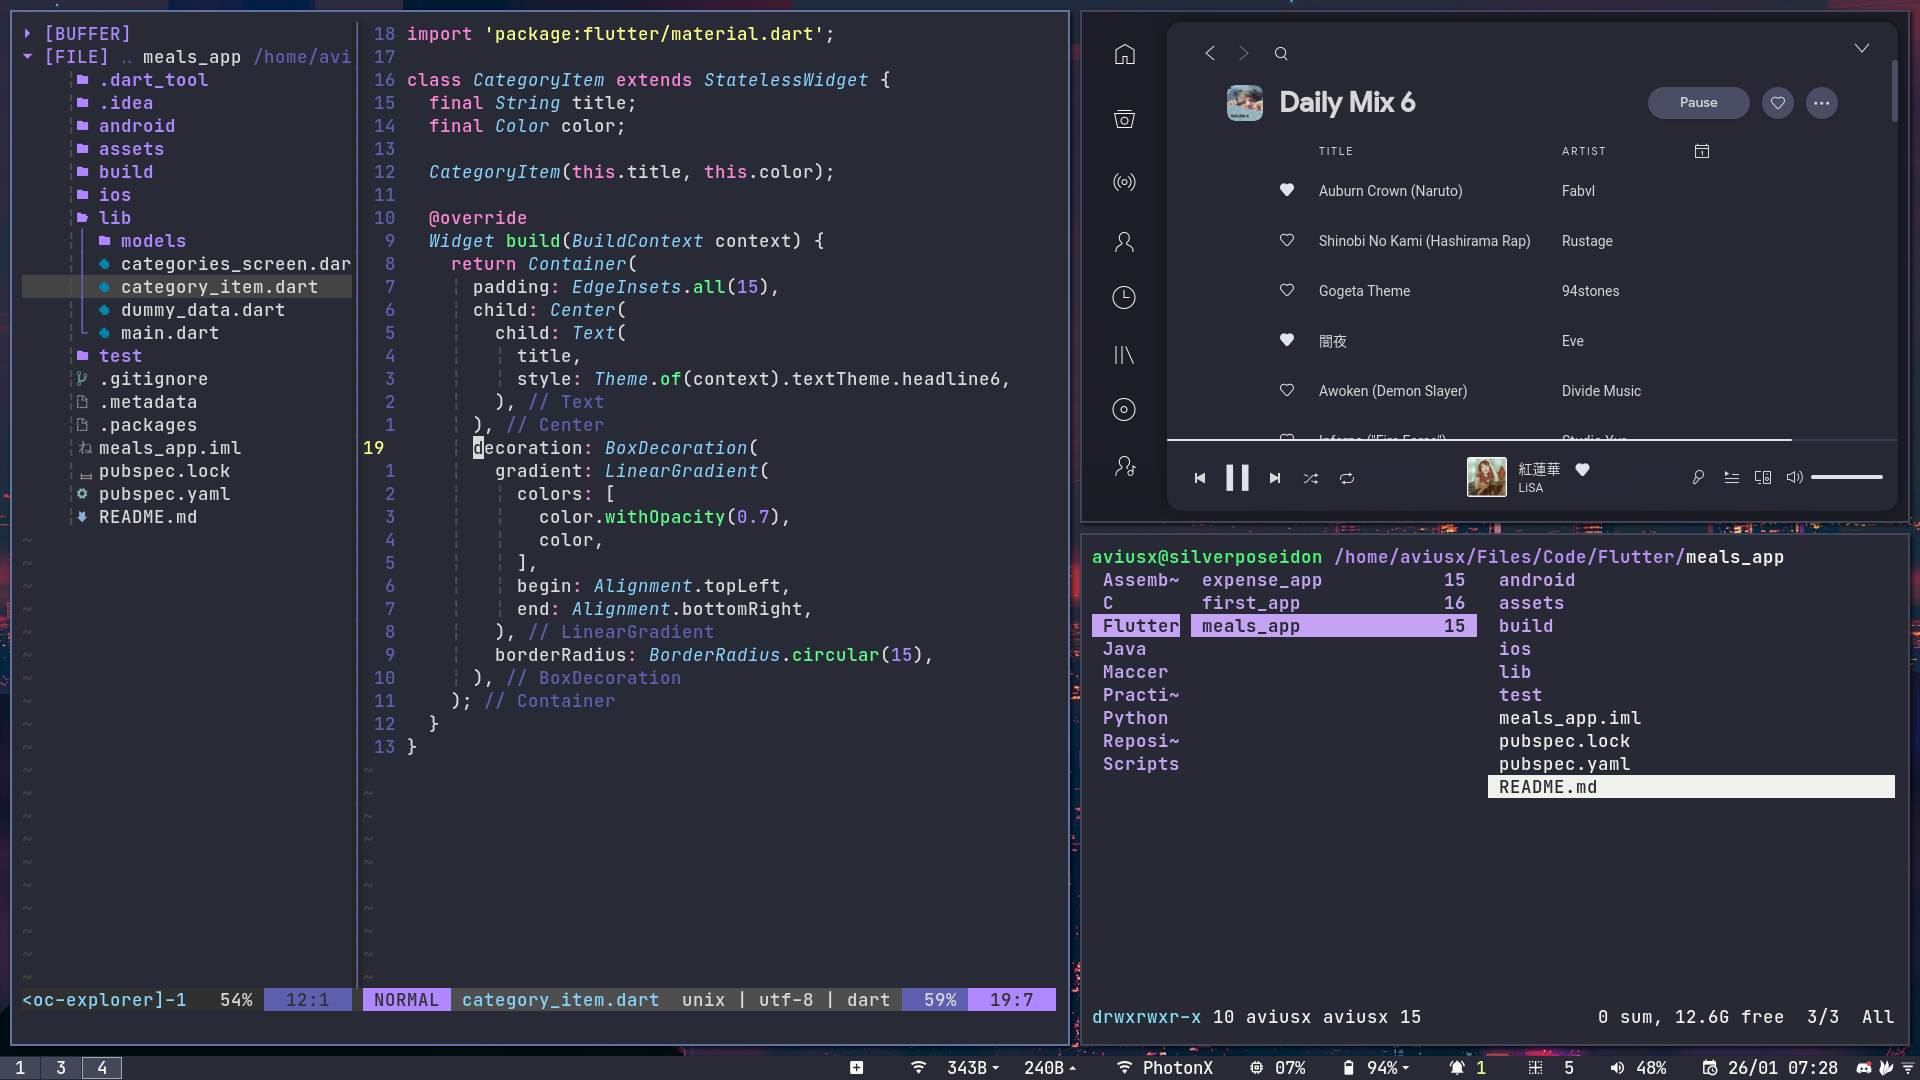 [BUFFER]
[FILE] .. meals_app /home/avi
.dart_tool
.idea
android
assets
build
ios
lib
models
categories_screen.dar
category_item.dart
dummy_data.dart
main.dart
test
.gitignore
.metadata
.packages
meals_app.iml
pubspec.lock
pubspec.yaml
README.md
<oc-explorer]-1 54% 12:1
18 import 'package:flutter/material.dart';
17
16 class CategoryItem extends StatelessWidget {
15 final String title;
14 final Color color;
13
12 CategoryItem(this.title, this.color);
11
10 @override
9 Widget build(BuildContext context) {
8 return Container(
7 padding: EdgeInsets.all(15),
6 child: Center(
5 child: Text(
4 title,
3 style: Theme.of(context).textTheme.headline6,
2 ), // Text
1 ), // Center
19 decoration: BoxDecoration(
1 gradient: LinearGradient(
2 colors: [
3 color.withOpacity(0.7),
4 color,
5 ],
6 begin: Alignment.topLeft,
7 end: Alignment.bottomRight,
8 ), // LinearGradient
9 borderRadius: BorderRadius.circular(15),
10 ), // BoxDecoration
11 ); // Container
12 }
13 }
NORMAL category_item.dart unix | utf-8 | dart 59% 19:7
Daily Mix 6
Pause
TITLE ARTIST
Auburn Crown (Naruto) Fabvl
Shinobi No Kami (Hashirama Rap) Rustage
Gogeta Theme 94stones
闇夜 Eve
Awoken (Demon Slayer) Divide Music
紅蓮華
LiSA
aviusx@silverposeidon /home/aviusx/Files/Code/Flutter/meals_app
Assemb~ expense_app 15 android
C first_app 16 assets
Flutter meals_app 15 build
Java ios
Maccer lib
Practi~ test
Python meals_app.iml
Reposi~ pubspec.lock
Scripts pubspec.yaml
README.md
drwxrwxr-x 10 aviusx aviusx 15 0 sum, 12.6G free 3/3 All
1 3 4 343B 240B PhotonX 07% 94% 1 5 48% 26/01 07:28